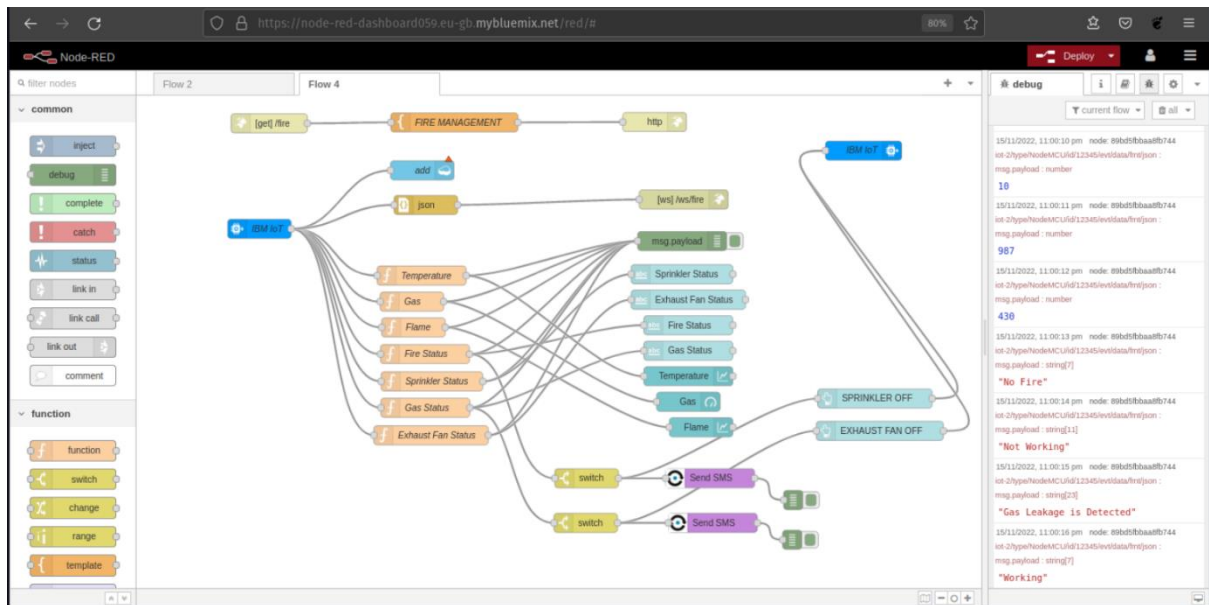 https://node-red-dashboard059.eu-gb.mybluemix.net/red/#
80%
Node-RED
Deploy
filter nodes
common
inject
debug
complete
catch
status
link in
link call
link out
comment
function
function
switch
change
range
template
Flow 2
Flow 4
[get] /fire
FIRE MANAGEMENT
http
IBM IoT
add
json
[ws] /ws/fire
IBM IoT
msg.payload
Temperature
Gas
Flame
Fire Status
Sprinkler Status
Gas Status
Exhaust Fan Status
Sprinkler Status
Exhaust Fan Status
Fire Status
Gas Status
Temperature
Gas
Flame
SPRINKLER OFF
EXHAUST FAN OFF
switch
Send SMS
switch
Send SMS
debug
current flow
all
15/11/2022, 11:00:10 pm node: 89bd5fbbaa8fb744
iot-2/type/NodeMCU/id/12345/evt/data/fmt/json :
msg.payload : number
10
15/11/2022, 11:00:11 pm node: 89bd5fbbaa8fb744
iot-2/type/NodeMCU/id/12345/evt/data/fmt/json :
msg.payload : number
987
15/11/2022, 11:00:12 pm node: 89bd5fbbaa8fb744
iot-2/type/NodeMCU/id/12345/evt/data/fmt/json :
msg.payload : number
430
15/11/2022, 11:00:13 pm node: 89bd5fbbaa8fb744
iot-2/type/NodeMCU/id/12345/evt/data/fmt/json :
msg.payload : string[7]
"No Fire"
15/11/2022, 11:00:14 pm node: 89bd5fbbaa8fb744
iot-2/type/NodeMCU/id/12345/evt/data/fmt/json :
msg.payload : string[11]
"Not Working"
15/11/2022, 11:00:15 pm node: 89bd5fbbaa8fb744
iot-2/type/NodeMCU/id/12345/evt/data/fmt/json :
msg.payload : string[23]
"Gas Leakage is Detected"
15/11/2022, 11:00:16 pm node: 89bd5fbbaa8fb744
iot-2/type/NodeMCU/id/12345/evt/data/fmt/json :
msg.payload : string[7]
"Working"